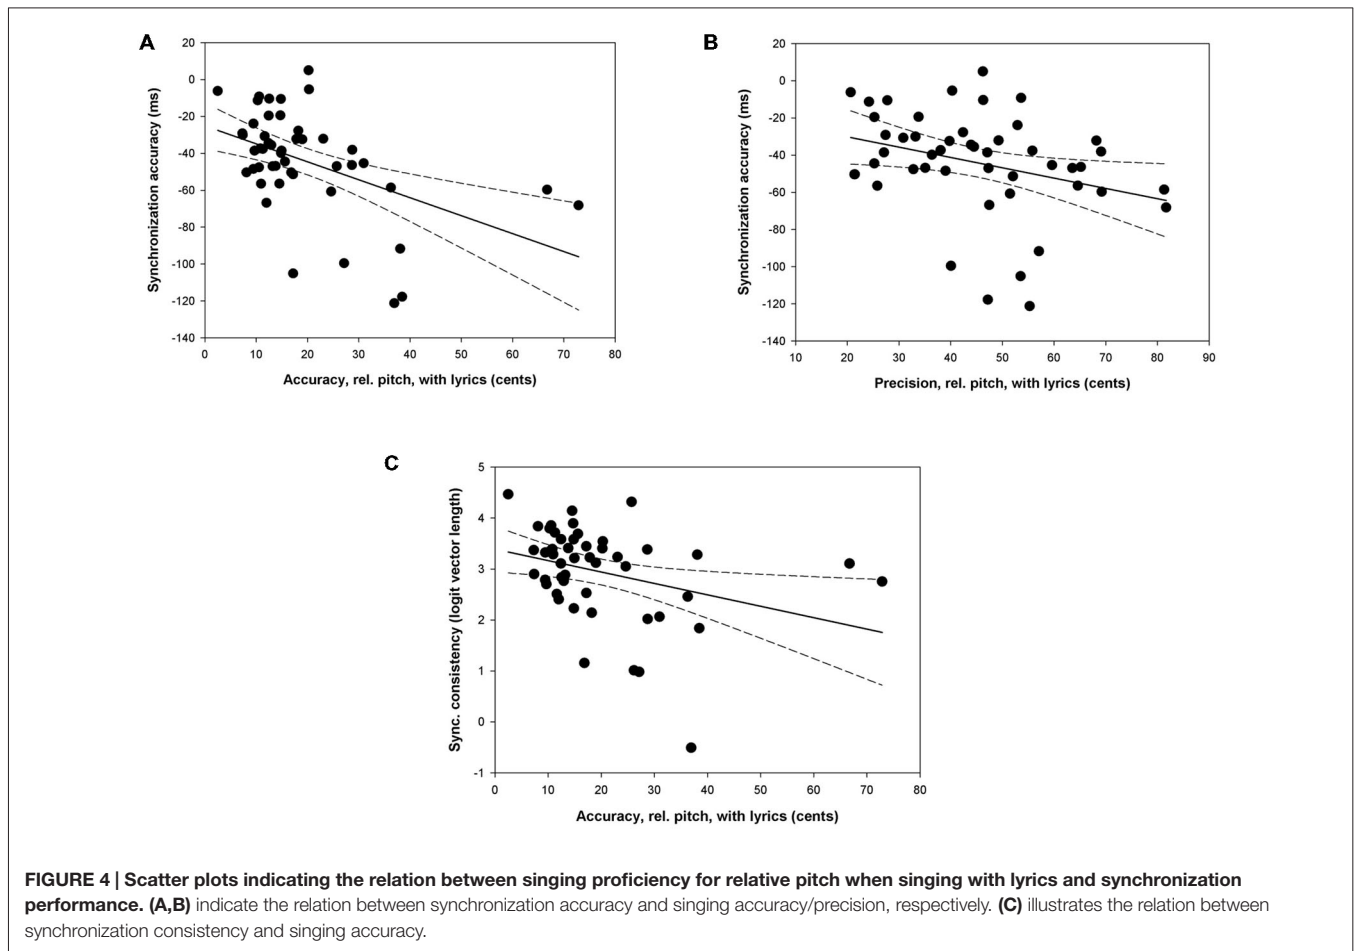 A
20
0
-20
-40
-60
-80
-100
-120
-140
Synchronization accuracy (ms)
0 10 20 30 40 50 60 70 80
Accuracy, rel. pitch, with lyrics (cents)
B
20
0
-20
-40
-60
-80
-100
-120
-140
Synchronization accuracy (ms)
10 20 30 40 50 60 70 80 90
Precision, rel. pitch, with lyrics (cents)
C
5
4
3
2
1
0
-1
Sync. consistency (logit vector length)
0 10 20 30 40 50 60 70 80
Accuracy, rel. pitch, with lyrics (cents)
FIGURE 4 | Scatter plots indicating the relation between singing proficiency for relative pitch when singing with lyrics and synchronization
performance. (A,B) indicate the relation between synchronization accuracy and singing accuracy/precision, respectively. (C) illustrates the relation between
synchronization consistency and singing accuracy.